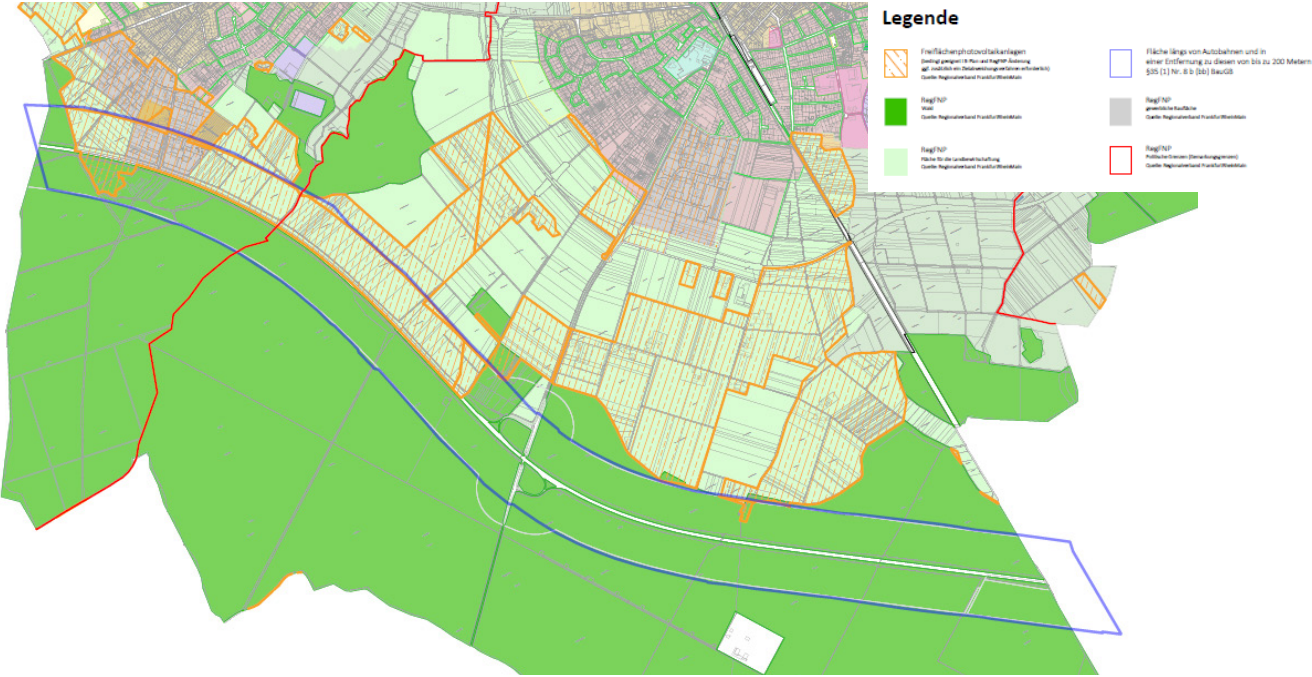 Legende
Freiflächenphotovoltaikanlagen
(bedingt geeignet / B-Plan und RegFNP-Änderung
ggf. zusätzlich ein Zielabweichungsverfahren erforderlich)
Quelle: Regionalverband FrankfurtRheinMain
RegFNP
Wald
Quelle: Regionalverband FrankfurtRheinMain
RegFNP
Fläche für die Landbewirtschaftung
Quelle: Regionalverband FrankfurtRheinMain
Fläche längs von Autobahnen und in
einer Entfernung zu diesen von bis zu 200 Metern
§35 (1) Nr. 8 b (bb) BauGB
RegFNP
gewerbliche Baufläche
Quelle: Regionalverband FrankfurtRheinMain
RegFNP
Politische Grenzen (Gemarkungsgrenzen)
Quelle: Regionalverband FrankfurtRheinMain